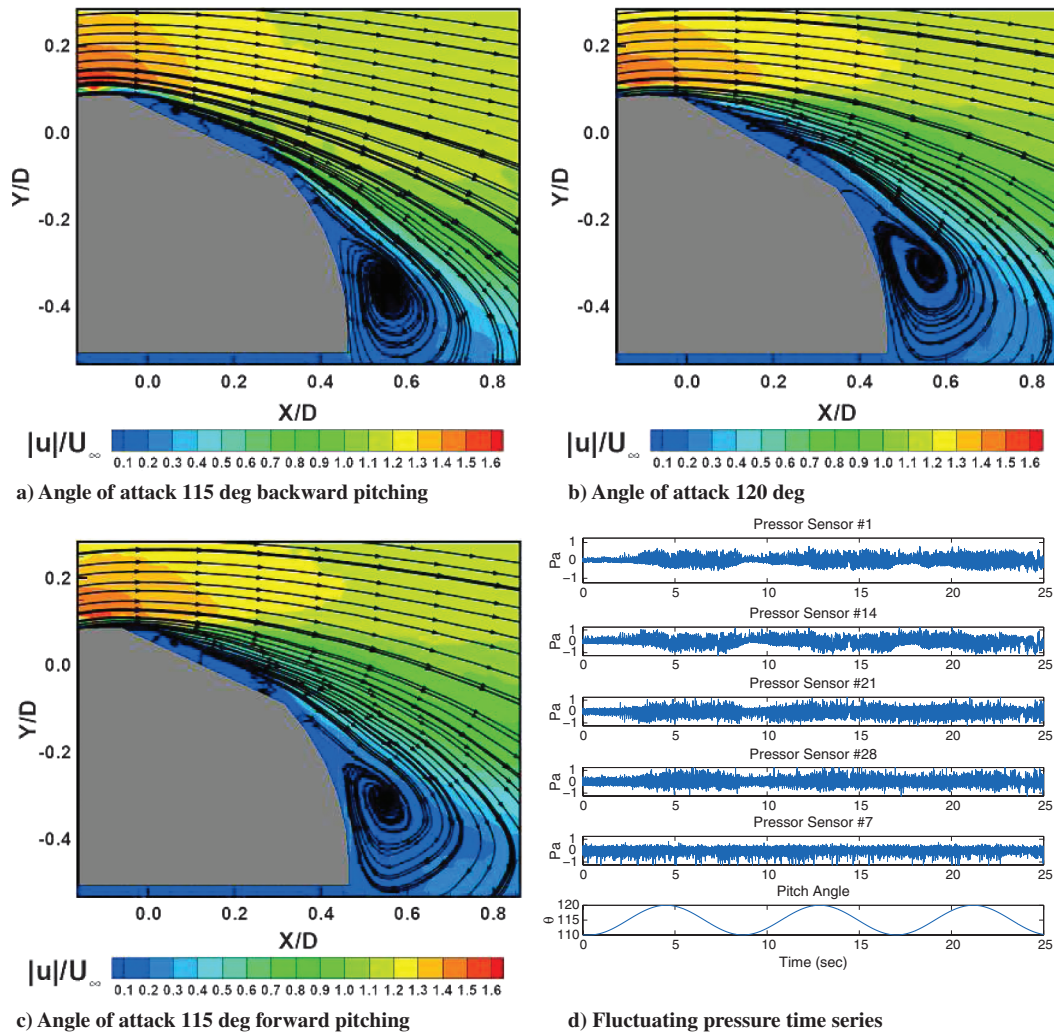 0.2
0.0
-0.2
-0.4
Y/D
0.0 0.2 0.4 0.6 0.8
X/D
|u|/U∞
0.1 0.2 0.3 0.4 0.5 0.6 0.7 0.8 0.9 1.0 1.1 1.2 1.3 1.4 1.5 1.6
a) Angle of attack 115 deg backward pitching
0.2
0.0
-0.2
-0.4
Y/D
0.0 0.2 0.4 0.6 0.8
X/D
|u|/U∞
0.1 0.2 0.3 0.4 0.5 0.6 0.7 0.8 0.9 1.0 1.1 1.2 1.3 1.4 1.5 1.6
b) Angle of attack 120 deg
0.2
0.0
-0.2
-0.4
Y/D
0.0 0.2 0.4 0.6 0.8
X/D
|u|/U∞
0.1 0.2 0.3 0.4 0.5 0.6 0.7 0.8 0.9 1.0 1.1 1.2 1.3 1.4 1.5 1.6
c) Angle of attack 115 deg forward pitching
Pressor Sensor #1
Pa
1
0
−1
0 5 10 15 20 25
Pressor Sensor #14
Pa
1
0
−1
0 5 10 15 20 25
Pressor Sensor #21
Pa
1
0
−1
0 5 10 15 20 25
Pressor Sensor #28
Pa
1
0
−1
0 5 10 15 20 25
Pressor Sensor #7
Pa
1
0
−1
0 5 10 15 20 25
Pitch Angle
θ
120
115
110
0 5 10 15 20 25
Time (sec)
d) Fluctuating pressure time series